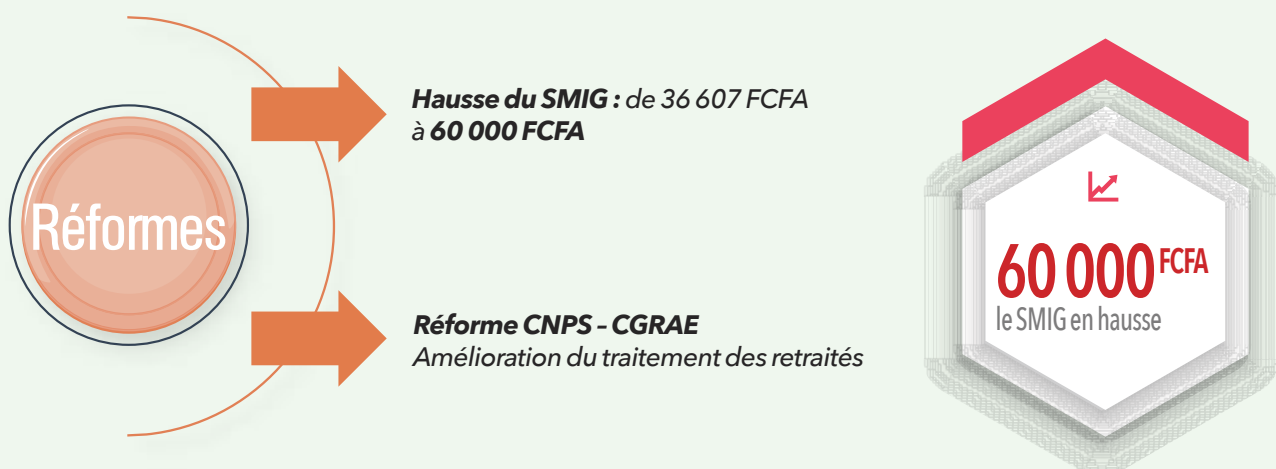 Réformes
Hausse du SMIG : de 36 607 FCFA
à 60 000 FCFA
Réforme CNPS – CGRAE
Amélioration du traitement des retraités
60 000 FCFA
le SMIG en hausse